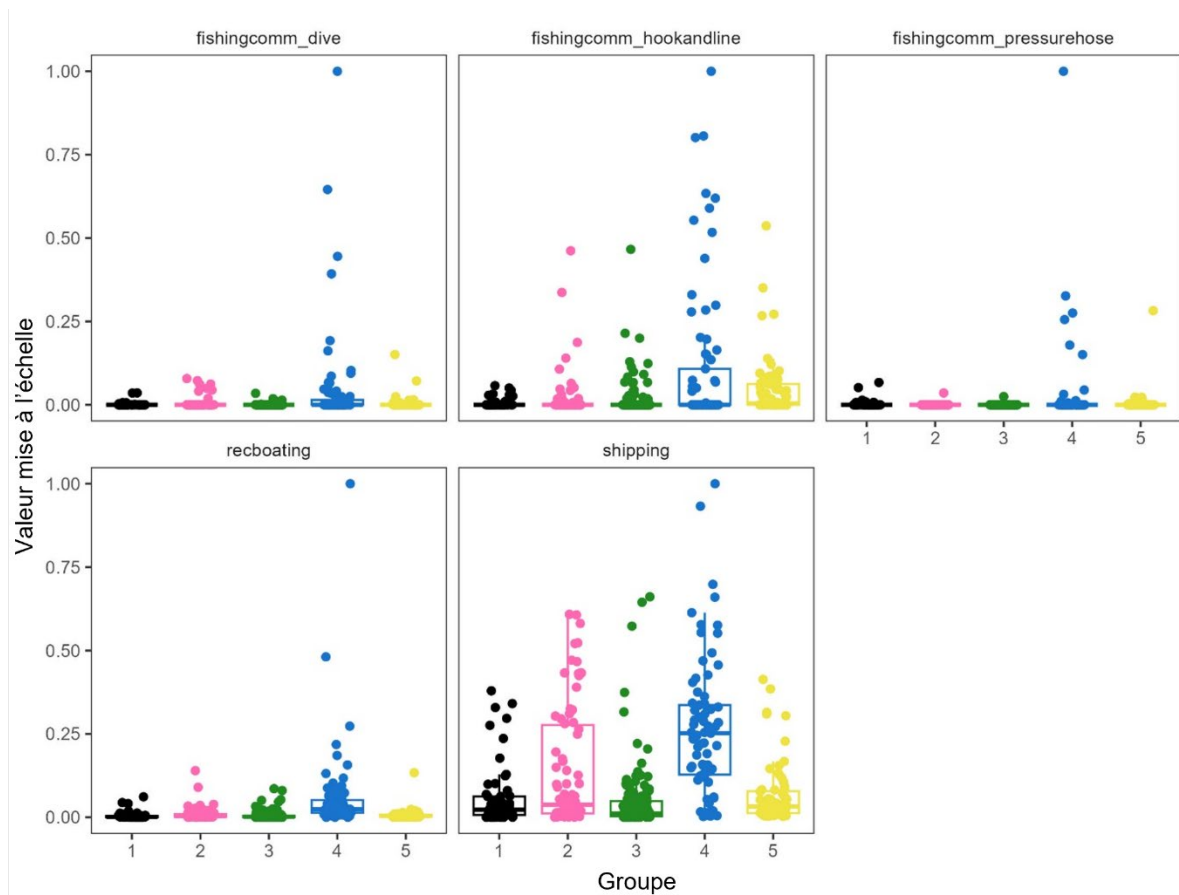 fishingcomm_dive fishingcomm_hookandline fishingcomm_pressurehose
1.00
0.75
0.50
0.25
0.00
1 2 3 4 5
recboating shipping
1.00
0.75
0.50
0.25
0.00
1 2 3 4 5 1 2 3 4 5
Valeur mise à l'échelle
Groupe